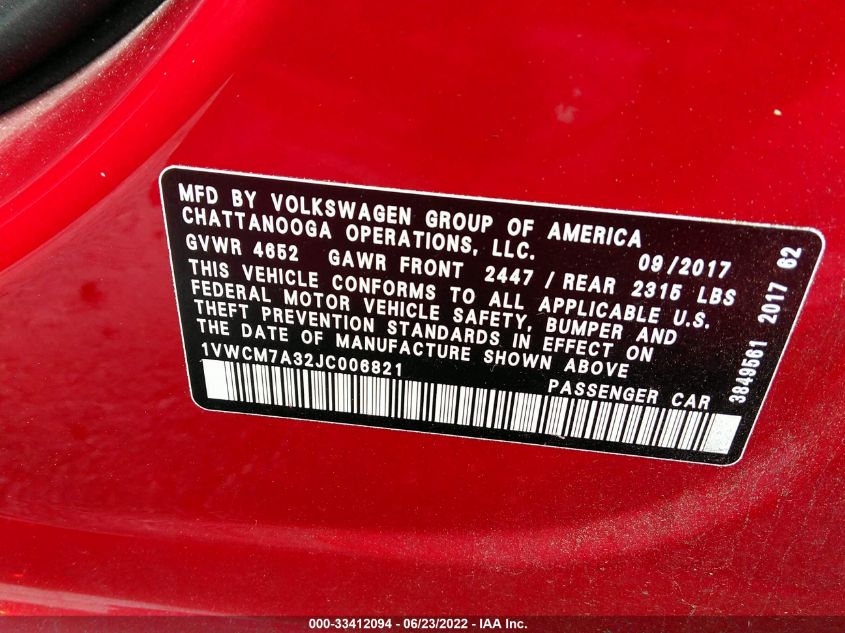 MFD BY VOLKSWAGEN GROUP OF AMERICA
CHATTANOOGA OPERATIONS, LLC.
GVWR 4652 GAWR FRONT 2447 / REAR 2315 LBS 09/2017
THIS VEHICLE CONFORMS TO ALL APPLICABLE U.S.
FEDERAL MOTOR VEHICLE SAFETY, BUMPER AND
THEFT PREVENTION STANDARDS IN EFFECT ON
THE DATE OF MANUFACTURE SHOWN ABOVE
1VWCM7A32JC006821 PASSENGER CAR
3849561 2017 62
000-33412094 - 06/23/2022 - IAA Inc.